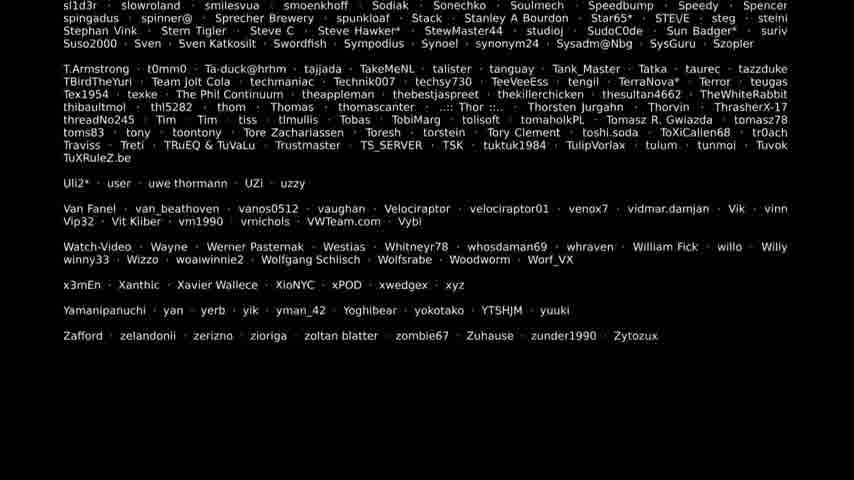 sl1d3r · slowroland · smilesvua · smoenkhoff · Sodiak · Sonechko · Soulmech · Speedbump · Speedy · Spencer
spingadus · spinner@ · Sprecher Brewery · spunkloaf · Stack · Stanley A Bourdon · Star65* · STE\/E · steg · steini
Stephan Vink · Stern Tigler · Steve C · Steve Hawker* · StewMaster44 · studioj · SudoC0de · Sun Badger* · suriv
Suso2000 · Sven · Sven Katkosilt · Swordfish · Sympodius · Synoel · synonym24 · Sysadm@Nbg · SysGuru · Szopler
T.Armstrong · t0mm0 · Ta-duck@hrhm · tajjada · TakeMeNL · talister · tanguay · Tank_Master · Tatka · taurec · tazzduke
TBirdTheYuri · Team Jolt Cola · techmaniac · Technik007 · techsy730 · TeeVeeEss · tengil · TerraNova* · Terror · teugas
Tex1954 · texke · The Phil Continuum · theappleman · thebestjaspreet · thekillerchicken · thesultan4662 · TheWhiteRabbit
thibaultmol · thl5282 · thom · Thomas · thomascanter · ..:: Thor ::.. · Thorsten Jurgahn · Thorvin · ThrasherX-17
threadNo245 · Tim · Tim · tiss · tlmullis · Tobas · TobiMarg · tolisoft · tomaholkPL · Tomasz R. Gwiazda · tomasz78
toms83 · tony · toontony · Tore Zachariassen · Toresh · torstein · Tory Clement · toshi.soda · ToXiCalien68 · tr0ach
Traviss · Treti · TRuEQ & TuVaLu · Trustmaster · TS_SERVER · TSK · tuktuk1984 · TulipVorlax · tulum · tunmoi · Tuvok
TuXRuleZ.be
Uli2* · user · uwe thormann · UZi · uzzy
Van Fanel · van_beathoven · vanos0512 · vaughan · Velociraptor · velociraptor01 · venox7 · vidmar.damjan · Vik · vinn
Vip32 · Vit Kliber · vm1990 · vrnichols · VWTeam.com · Vybi
Watch-Video · Wayne · Werner Pasternak · Westias · Whitneyr78 · whosdaman69 · whraven · William Fick · willo · Willy
winny33 · Wizzo · woaiwinnie2 · Wolfgang Schlisch · Wolfsrabe · Woodworm · Worf_VX
x3mEn · Xanthic · Xavier Wallece · XioNYC · xPOD · xwedgex · xyz
Yamanipanuchi · yan · yerb · yik · yman_42 · Yoghibear · yokotako · YTSHJM · yuuki
Zafford · zelandonii · zerizno · zioriga · zoltan blatter · zombie67 · Zuhause · zunder1990 · Zytozux